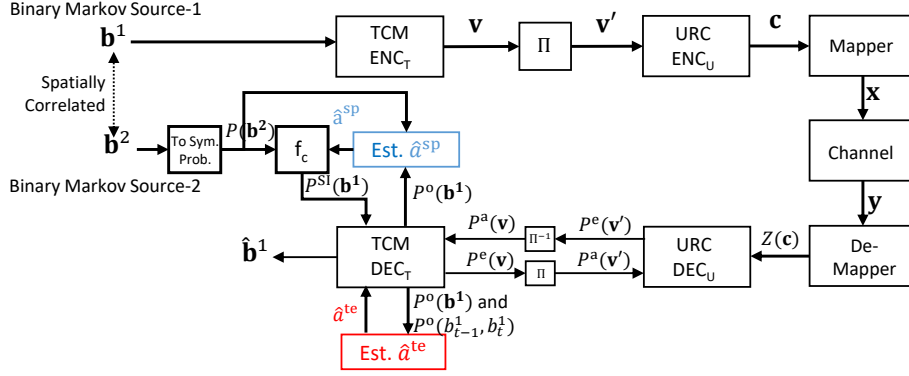 Binary Markov Source-1
b¹
TCM
ENC_T
v
Π
v′
URC
ENC_U
c
Mapper
x
Spatially
Correlated
b²
To Sym.
Prob.
P(b²)
f_c
â^sp
Est. â^sp
Channel
Binary Markov Source-2
P^SI(b¹)
P^o(b¹)
y
b̂¹
TCM
DEC_T
P^a(v)
Π⁻¹
P^e(v′)
P^e(v)
Π
P^a(v′)
URC
DEC_U
Z(c)
De-
Mapper
â^te
P^o(b¹) and
P^o(b¹_{t−1}, b¹_t)
Est. â^te